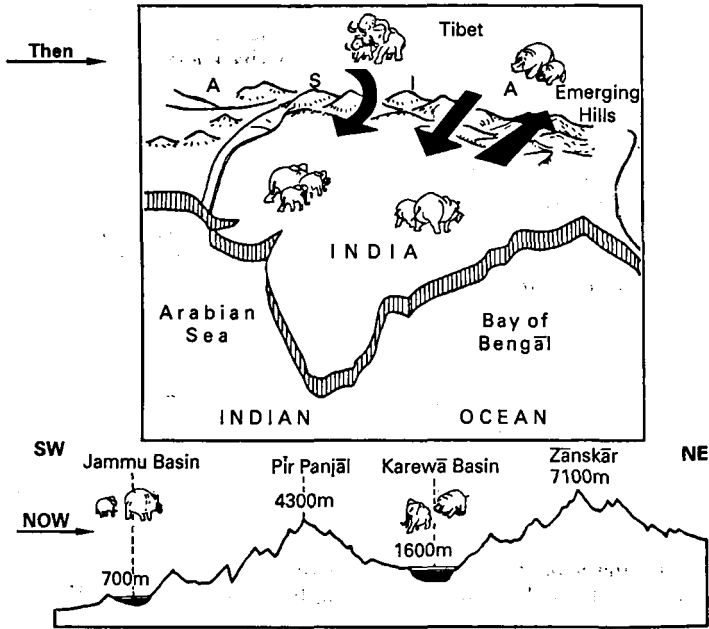 Then
Tibet
A S I A
Emerging
Hills
INDIA
Arabian
Sea
Bay of
Bengāl
INDIAN OCEAN
SW
NE
Jammu Basin
Pīr Panjāl
4300m
Karewā Basin
Zānskār
7100m
NOW
700m
1600m